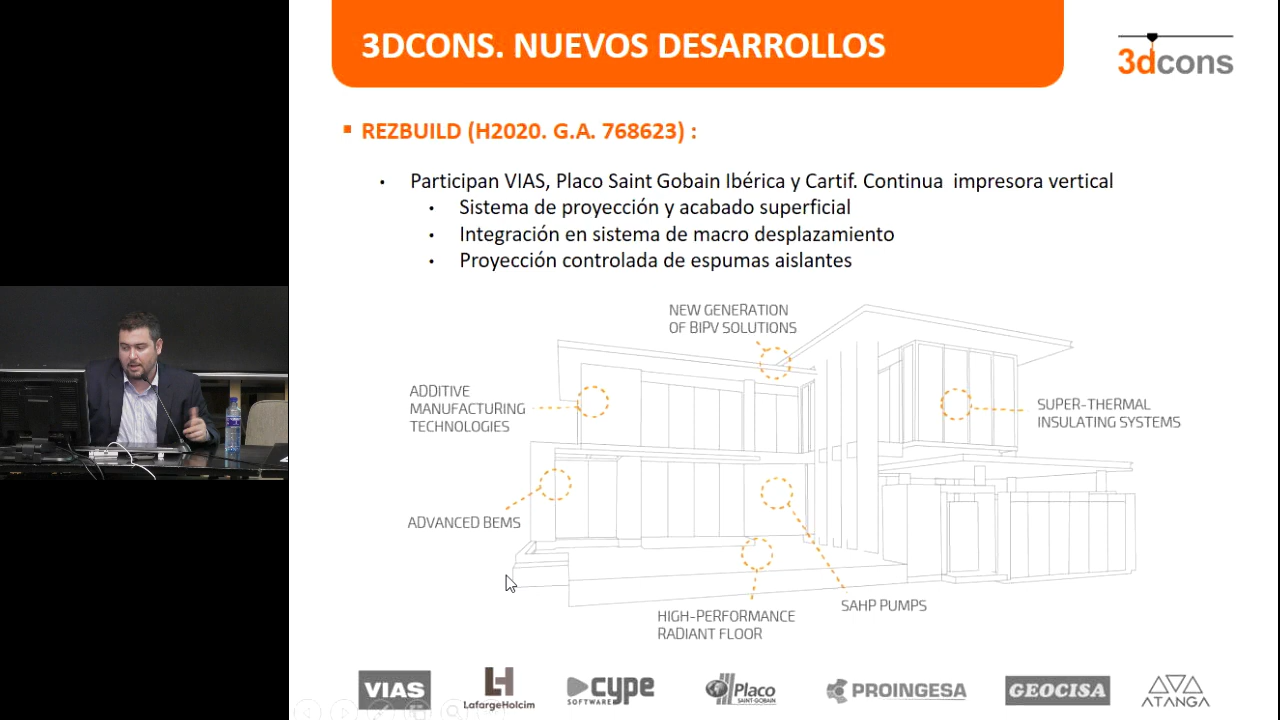 3DCONS. NUEVOS DESARROLLOS
3dcons
▪ REZBUILD (H2020. G.A. 768623) :
• Participan VIAS, Placo Saint Gobain Ibérica y Cartif. Continua impresora vertical
• Sistema de proyección y acabado superficial
• Integración en sistema de macro desplazamiento
• Proyección controlada de espumas aislantes
NEW GENERATION
OF BIPV SOLUTIONS
ADDITIVE
MANUFACTURING
TECHNOLOGIES
SUPER-THERMAL
INSULATING SYSTEMS
ADVANCED BEMS
SAHP PUMPS
HIGH-PERFORMANCE
RADIANT FLOOR
VIAS
LafargeHolcim
cype
SOFTWARE
Placo
SAINT-GOBAIN
PROINGESA
GEOCISA
ATANGA